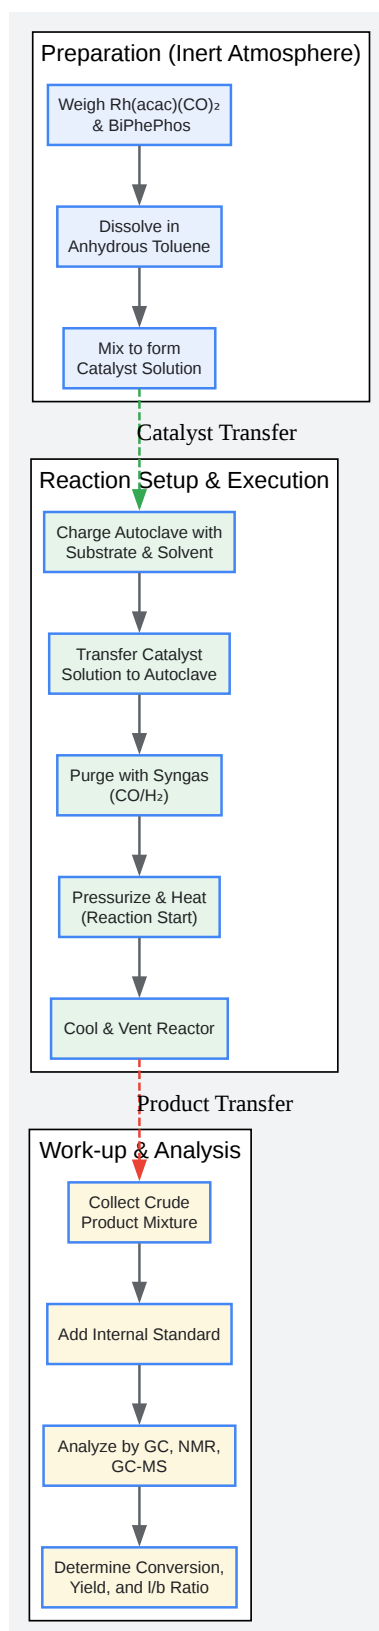 Preparation (Inert Atmosphere)
Weigh Rh(acac)(CO)₂
& BiPhePhos
Dissolve in
Anhydrous Toluene
Mix to form
Catalyst Solution
Catalyst Transfer
Reaction Setup & Execution
Charge Autoclave with
Substrate & Solvent
Transfer Catalyst
Solution to Autoclave
Purge with Syngas
(CO/H₂)
Pressurize & Heat
(Reaction Start)
Cool & Vent Reactor
Product Transfer
Work-up & Analysis
Collect Crude
Product Mixture
Add Internal Standard
Analyze by GC, NMR,
GC-MS
Determine Conversion,
Yield, and l/b Ratio